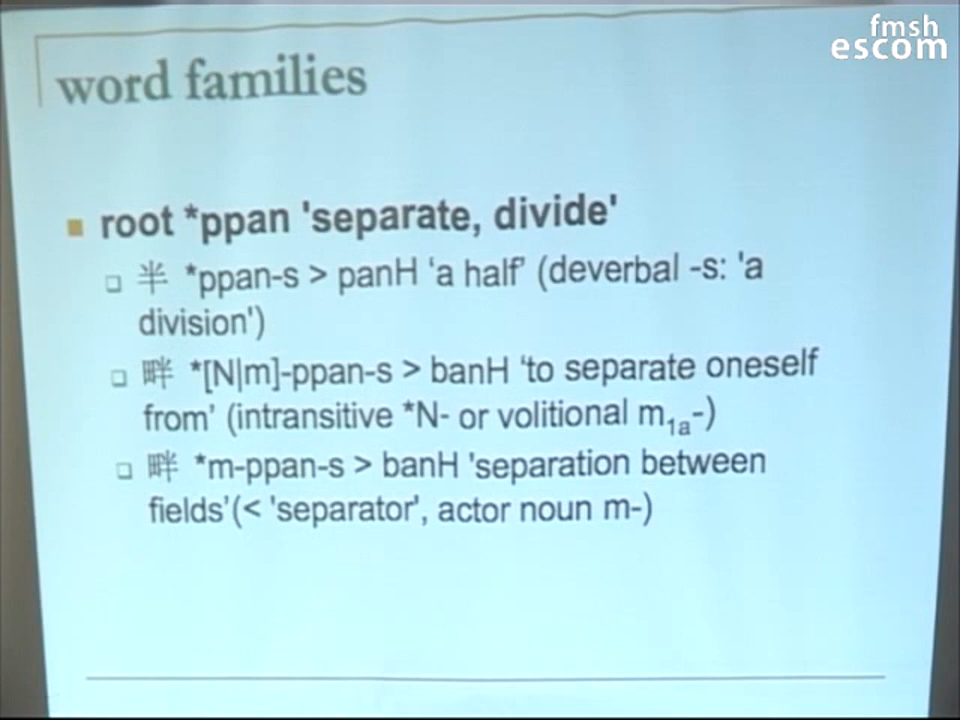 fmsh
escom
word families
root *ppan 'separate, divide'
半 *ppan-s > panH ‘a half’ (deverbal -s: 'a
division')
畔 *[N|m]-ppan-s > banH ‘to separate oneself
from’ (intransitive *N- or volitional m1a-)
畔 *m-ppan-s > banH 'separation between
fields’(< 'separator', actor noun m-)